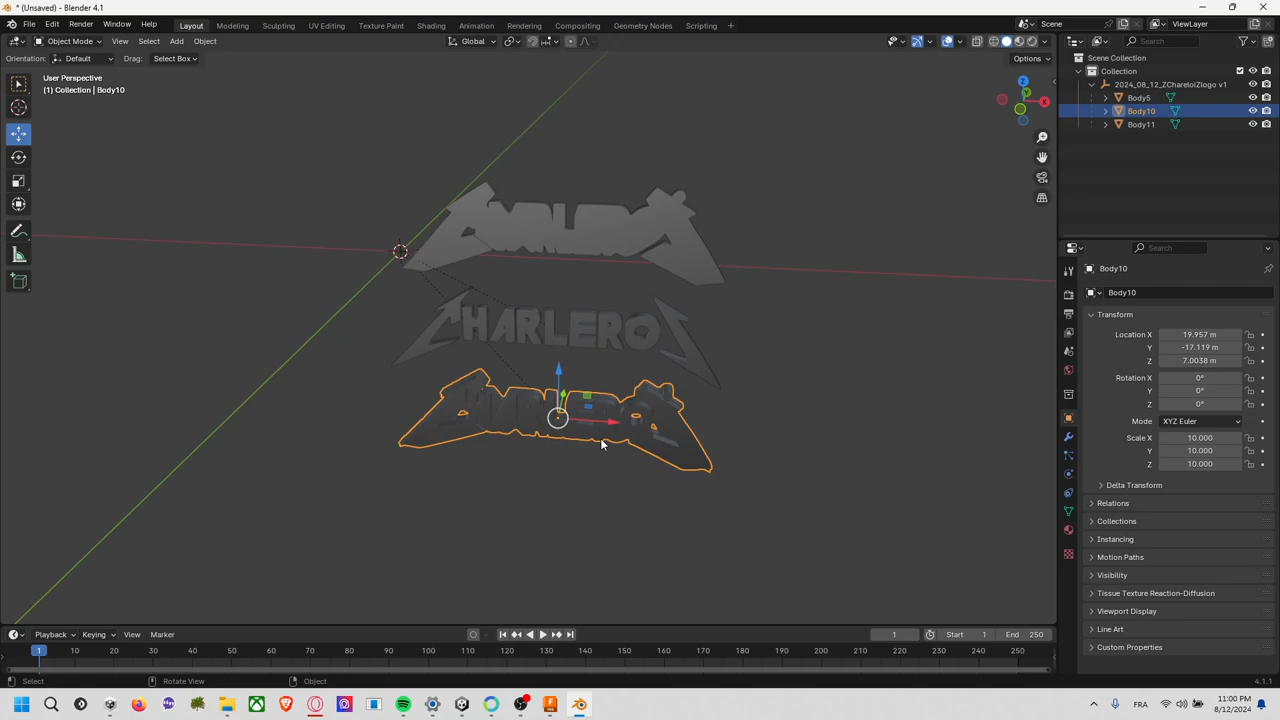 * (Unsaved) - Blender 4.1
File Edit Render Window Help Layout Modeling Sculpting UV Editing Texture Paint Shading Animation Rendering Compositing Geometry Nodes Scripting + Scene ViewLayer
Object Mode View Select Add Object Global Search
Orientation: Default Drag: Select Box Options
User Perspective
(1) Collection | Body10
X
Y
Z
Scene Collection
Collection
2024_08_12_ZChareloiZlogo v1
Body5
Body10
Body11
CHARLEROI
Search
Body10
Body10
Transform
Location X 19.957 m
Y -17.119 m
Z 7.0038 m
Rotation X 0°
Y 0°
Z 0°
Mode XYZ Euler
Scale X 10.000
Y 10.000
Z 10.000
Delta Transform
Relations
Collections
Instancing
Motion Paths
Visibility
Tissue Texture Reaction-Diffusion
Viewport Display
Line Art
Custom Properties
Playback Keying View Marker 1 Start 1 End 250
1 10 20 30 40 50 60 70 80 90 100 110 120 130 140 150 160 170 180 190 200 210 220 230 240 250
Select Rotate View Object 4.1.1
FRA 11:00 PM
8/12/2024